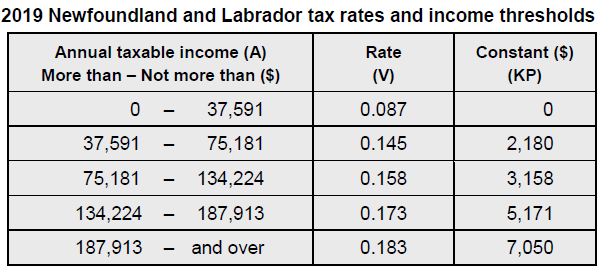 2019 Newfoundland and Labrador tax rates and income thresholds
Annual taxable income (A) Rate Constant ($)
More than – Not more than ($) (V) (KP)
0 – 37,591 0.087 0
37,591 – 75,181 0.145 2,180
75,181 – 134,224 0.158 3,158
134,224 – 187,913 0.173 5,171
187,913 – and over 0.183 7,050